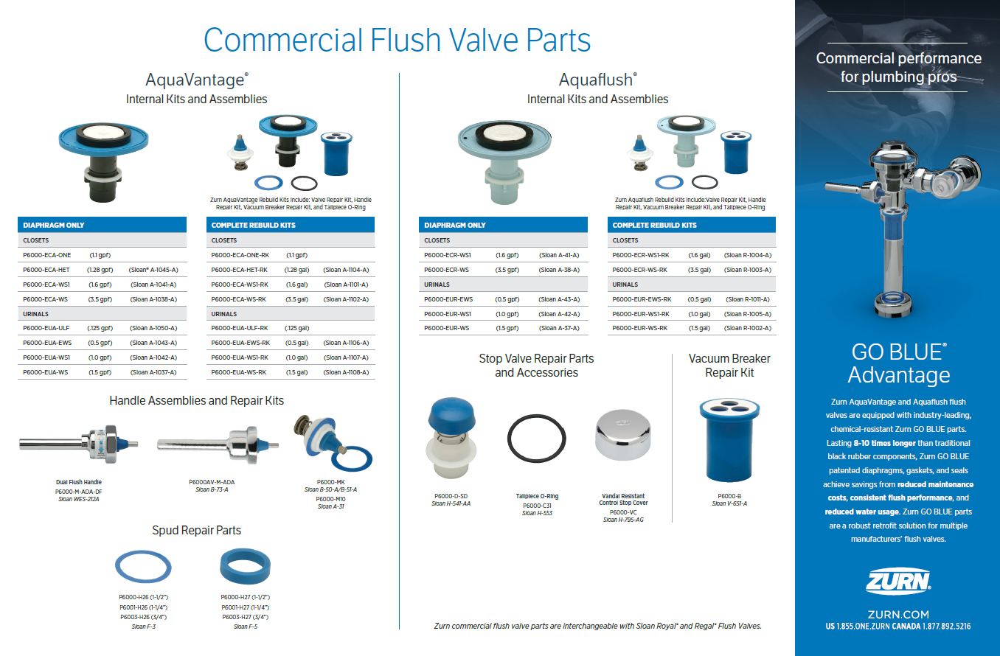 Commercial Flush Valve Parts
AquaVantage®
Internal Kits and Assemblies
Zurn AquaVantage Rebuild Kits Include: Valve Repair Kit, Handle
Repair Kit, Vacuum Breaker Repair Kit, and Tailpiece O-Ring
DIAPHRAGM ONLY
CLOSETS
P6000-ECA-ONE (1.1 gpf)
P6000-ECA-HET (1.28 gpf) (Sloan® A-1045-A)
P6000-ECA-WS1 (1.6 gpf) (Sloan A-1041-A)
P6000-ECA-WS (3.5 gpf) (Sloan A-1038-A)
URINALS
P6000-EUA-ULF (.125 gpf) (Sloan A-1050-A)
P6000-EUA-EWS (0.5 gpf) (Sloan A-1043-A)
P6000-EUA-WS1 (1.0 gpf) (Sloan A-1042-A)
P6000-EUA-WS (1.5 gpf) (Sloan A-1037-A)
COMPLETE REBUILD KITS
CLOSETS
P6000-ECA-ONE-RK (1.1 gpf)
P6000-ECA-HET-RK (1.28 gal) (Sloan A-1104-A)
P6000-ECA-WS1-RK (1.6 gal) (Sloan A-1101-A)
P6000-ECA-WS-RK (3.5 gal) (Sloan A-1102-A)
URINALS
P6000-EUA-ULF-RK (.125 gal)
P6000-EUA-EWS-RK (0.5 gal) (Sloan A-1106-A)
P6000-EUA-WS1-RK (1.0 gal) (Sloan A-1107-A)
P6000-EUA-WS-RK (1.5 gal) (Sloan A-1108-A)
Handle Assemblies and Repair Kits
Dual Flush Handle
P6000-M-ADA-DF
Sloan WES-212A
P6000AV-M-ADA
Sloan B-73-A
P6000-MK
Sloan B-50-A/B-51-A
P6000-M10
Sloan A-31
Spud Repair Parts
P6000-H26 (1-1/2")
P6001-H26 (1-1/4")
P6003-H26 (3/4")
Sloan F-3
P6000-H27 (1-1/2")
P6001-H27 (1-1/4")
P6003-H27 (3/4")
Sloan F-5
Aquaflush®
Internal Kits and Assemblies
Zurn Aquaflush Rebuild Kits Include:Valve Repair Kit, Handle
Repair Kit, Vacuum Breaker Repair Kit, and Tailpiece O-Ring
DIAPHRAGM ONLY
CLOSETS
P6000-ECR-WS1 (1.6 gpf) (Sloan A-41-A)
P6000-ECR-WS (3.5 gpf) (Sloan A-38-A)
URINALS
P6000-EUR-EWS (0.5 gpf) (Sloan A-43-A)
P6000-EUR-WS1 (1.0 gpf) (Sloan A-42-A)
P6000-EUR-WS (1.5 gpf) (Sloan A-37-A)
COMPLETE REBUILD KITS
CLOSETS
P6000-ECR-WS1-RK (1.6 gal) (Sloan R-1004-A)
P6000-ECR-WS-RK (3.5 gal) (Sloan R-1003-A)
URINALS
P6000-EUR-EWS-RK (0.5 gal) (Sloan R-1011-A)
P6000-EUR-WS1-RK (1.0 gal) (Sloan R-1005-A)
P6000-EUR-WS-RK (1.5 gal) (Sloan R-1002-A)
Stop Valve Repair Parts
and Accessories
P6000-D-SD
Sloan H-541-AA
Tailpiece O-Ring
P6000-C31
Sloan H-553
ZURN
Vandal Resistant
Control Stop Cover
P6000-VC
Sloan H-795-AG
Vacuum Breaker
Repair Kit
P6000-B
Sloan V-651-A
Zurn commercial flush valve parts are interchangeable with Sloan Royal® and Regal® Flush Valves.
Commercial performance
for plumbing pros
GO BLUE®
Advantage
Zurn AquaVantage and Aquaflush flush
valves are equipped with industry-leading,
chemical-resistant Zurn GO BLUE parts.
Lasting 8-10 times longer than traditional
black rubber components, Zurn GO BLUE
patented diaphragms, gaskets, and seals
achieve savings from reduced maintenance
costs, consistent flush performance, and
reduced water usage. Zurn GO BLUE parts
are a robust retrofit solution for multiple
manufacturers' flush valves.
ZURN®
ZURN.COM
US 1.855.ONE.ZURN CANADA 1.877.892.5216